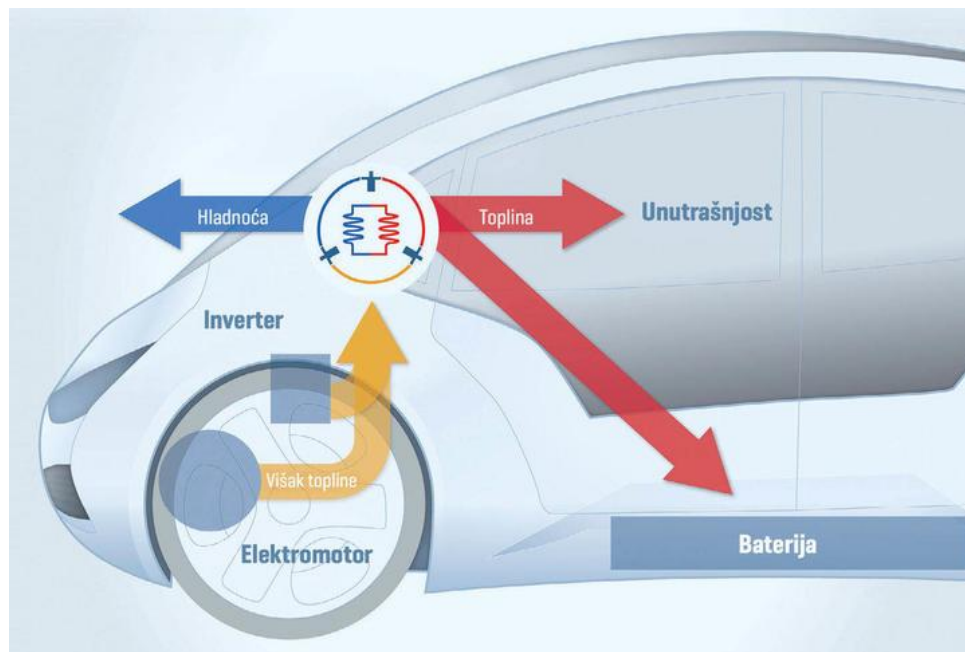 Hladnoća
Toplina
Unutrašnjost
Inverter
Višak topline
Elektromotor
Baterija